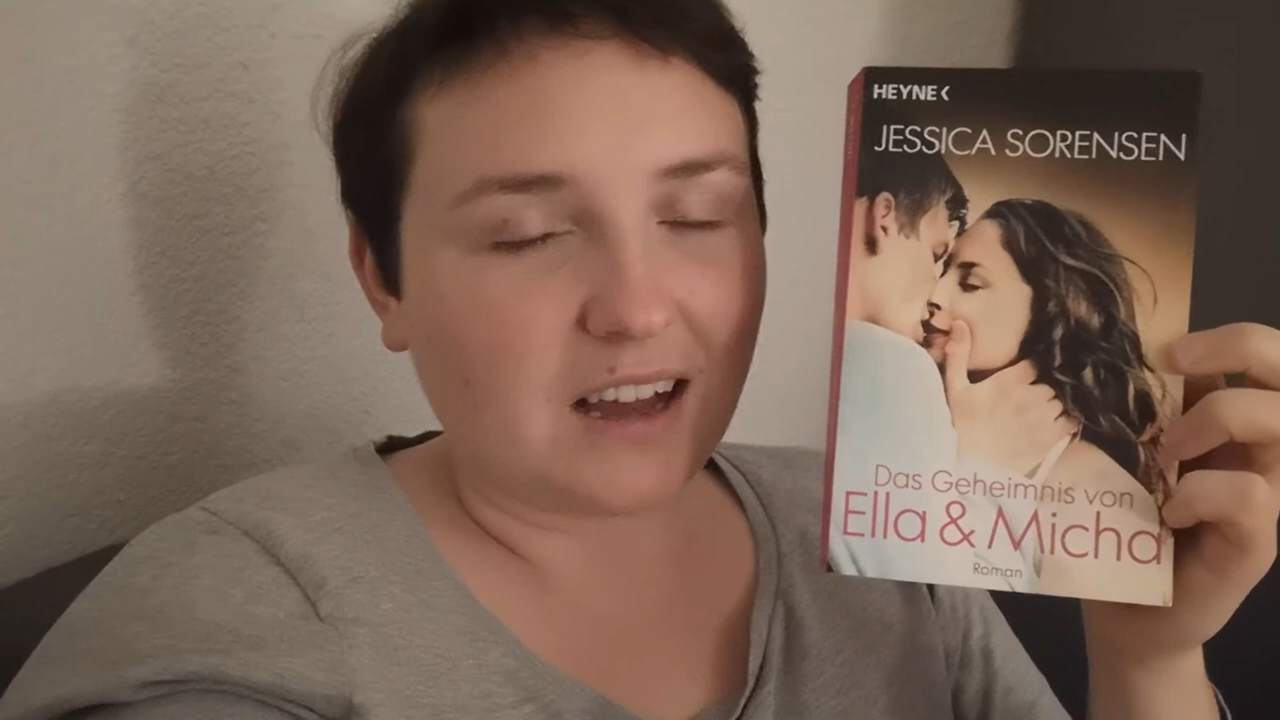 HEYNE<
JESSICA SORENSEN
Das Geheimnis von
Ella & Micha
Roman